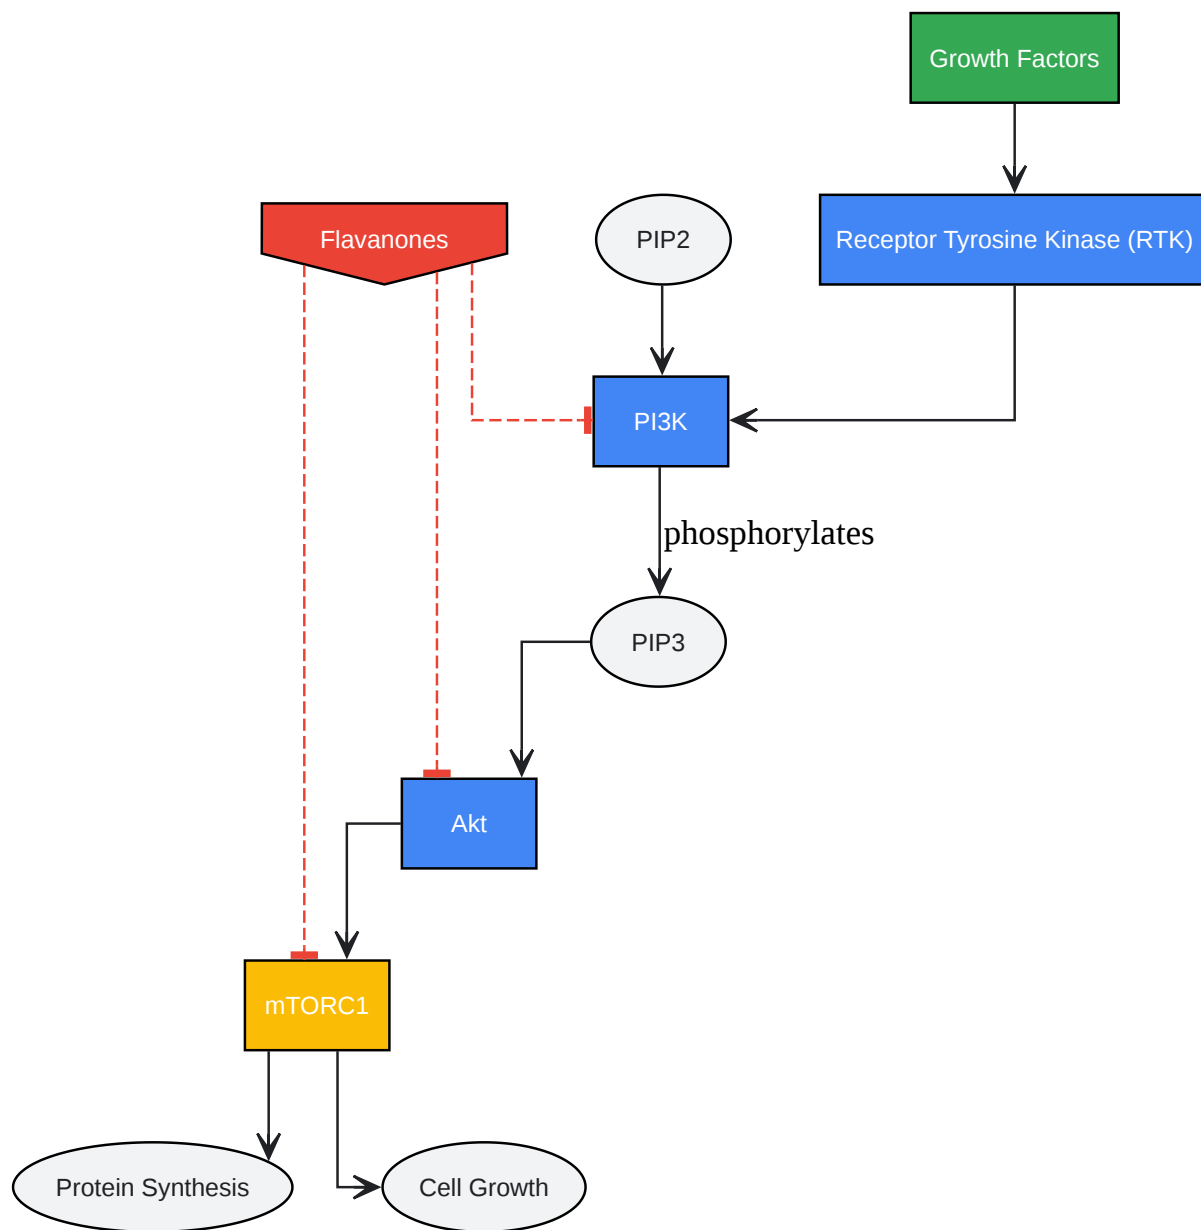 Growth Factors
Flavanones
PIP2
Receptor Tyrosine Kinase (RTK)
PI3K
phosphorylates
PIP3
Akt
mTORC1
Protein Synthesis
Cell Growth